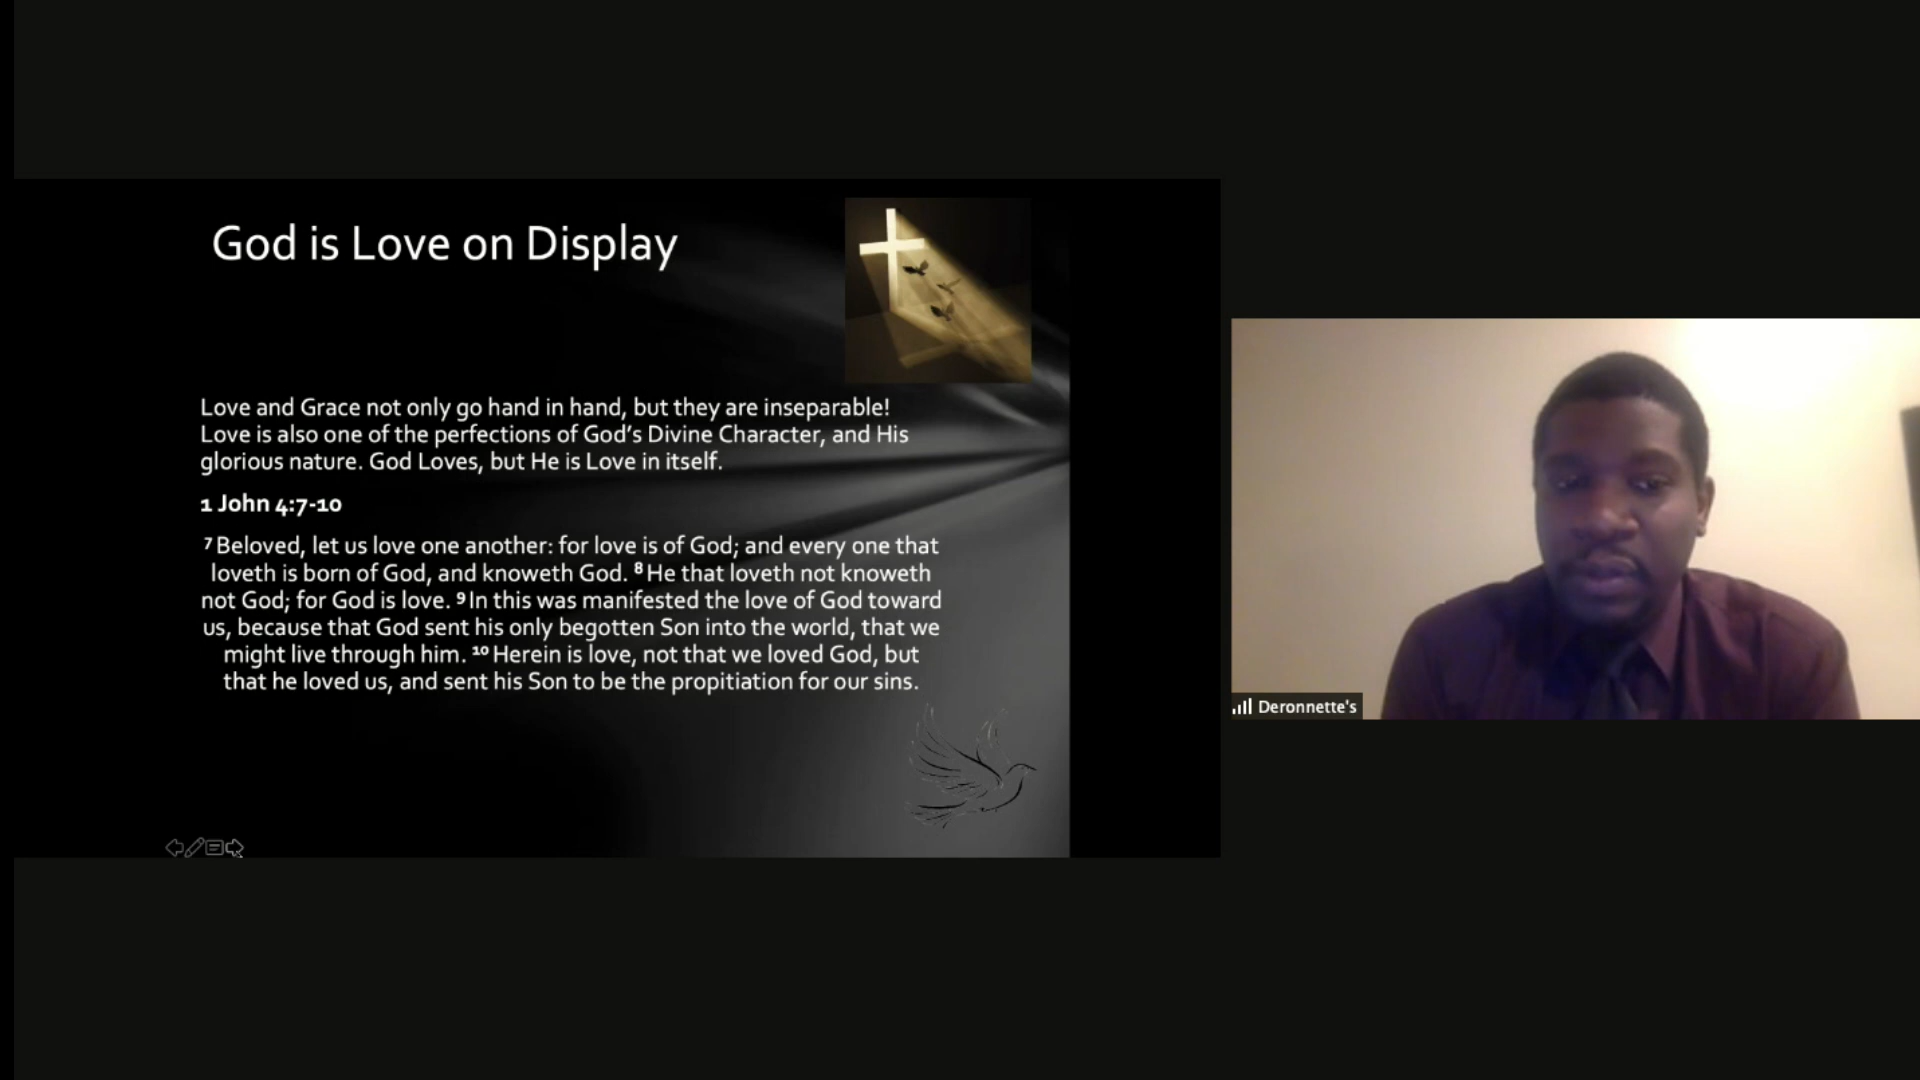 God is Love on Display
Love and Grace not only go hand in hand, but they are inseparable!
Love is also one of the perfections of God's Divine Character, and His
glorious nature. God Loves, but He is Love in itself.
1 John 4:7-10
⁷ Beloved, let us love one another: for love is of God; and every one that
loveth is born of God, and knoweth God. ⁸ He that loveth not knoweth
not God; for God is love. ⁹ In this was manifested the love of God toward
us, because that God sent his only begotten Son into the world, that we
might live through him. ¹⁰ Herein is love, not that we loved God, but
that he loved us, and sent his Son to be the propitiation for our sins.
Deronnette's